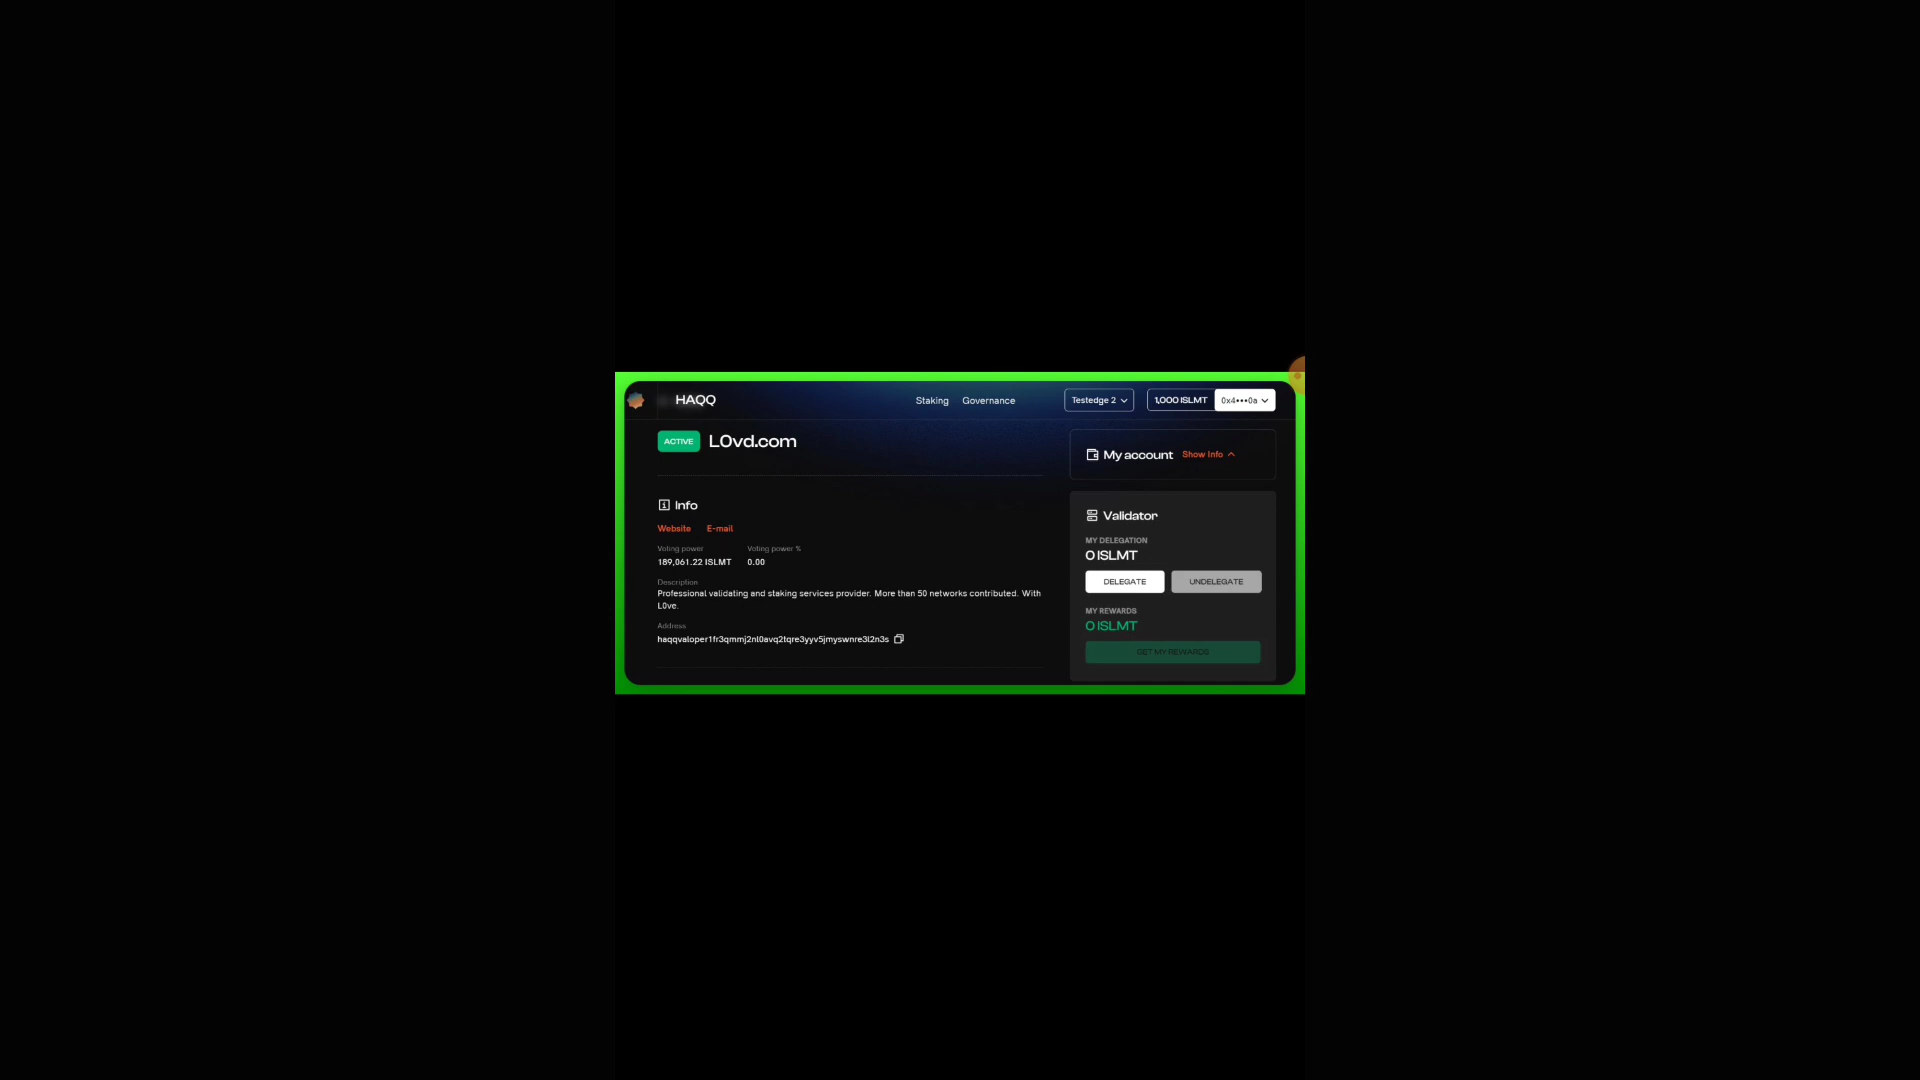 HAQQ
Staking Governance
Testedge 2
1,000 ISLMT 0x4•••0a
ACTIVE L0vd.com
Info
Website E-mail
Voting power Voting power %
189,061.22 ISLMT 0.00
Description
Professional validating and staking services provider. More than 50 networks contributed. With
L0ve.
Address
haqqvaloper1fr3qmmj2nl0avq2tqre3yyv5jmyswnre3l2n3s
My account Show Info
Validator
MY DELEGATION
0 ISLMT
DELEGATE UNDELEGATE
MY REWARDS
0 ISLMT
GET MY REWARDS